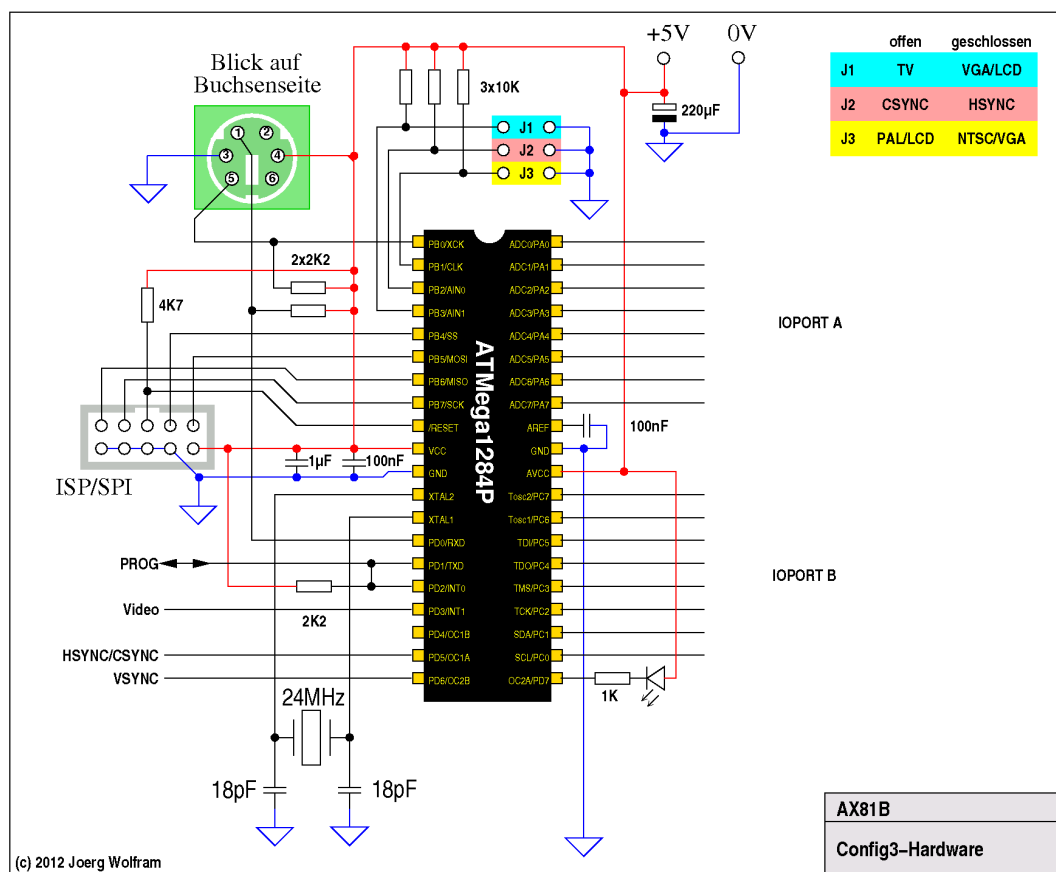 +5V
0V
Blick auf
Buchsenseite
1
2
3
4
5
6
3x10K
220µF
offen
geschlossen
J1
TV
VGA/LCD
J2
CSYNC
HSYNC
J3
PAL/LCD
NTSC/VGA
J1
J2
J3
2x2K2
4K7
PB0/XCK
PB1/CLK
PB2/AIN0
PB3/AIN1
PB4/SS
PB5/MOSI
PB6/MISO
PB7/SCK
/RESET
VCC
GND
XTAL2
XTAL1
PD0/RXD
PD1/TXD
PD2/INT0
PD3/INT1
PD4/OC1B
PD5/OC1A
PD6/OC2B
ATMega1284P
ADC0/PA0
ADC1/PA1
ADC2/PA2
ADC3/PA3
ADC4/PA4
ADC5/PA5
ADC6/PA6
ADC7/PA7
AREF
GND
AVCC
Tosc2/PC7
Tosc1/PC6
TDI/PC5
TDO/PC4
TMS/PC3
TCK/PC2
SDA/PC1
SCL/PC0
OC2A/PD7
IOPORT A
100nF
1µF
100nF
ISP/SPI
PROG
2K2
IOPORT B
Video
HSYNC/CSYNC
VSYNC
1K
24MHz
18pF
18pF
AX81B
Config3-Hardware
(c) 2012 Joerg Wolfram